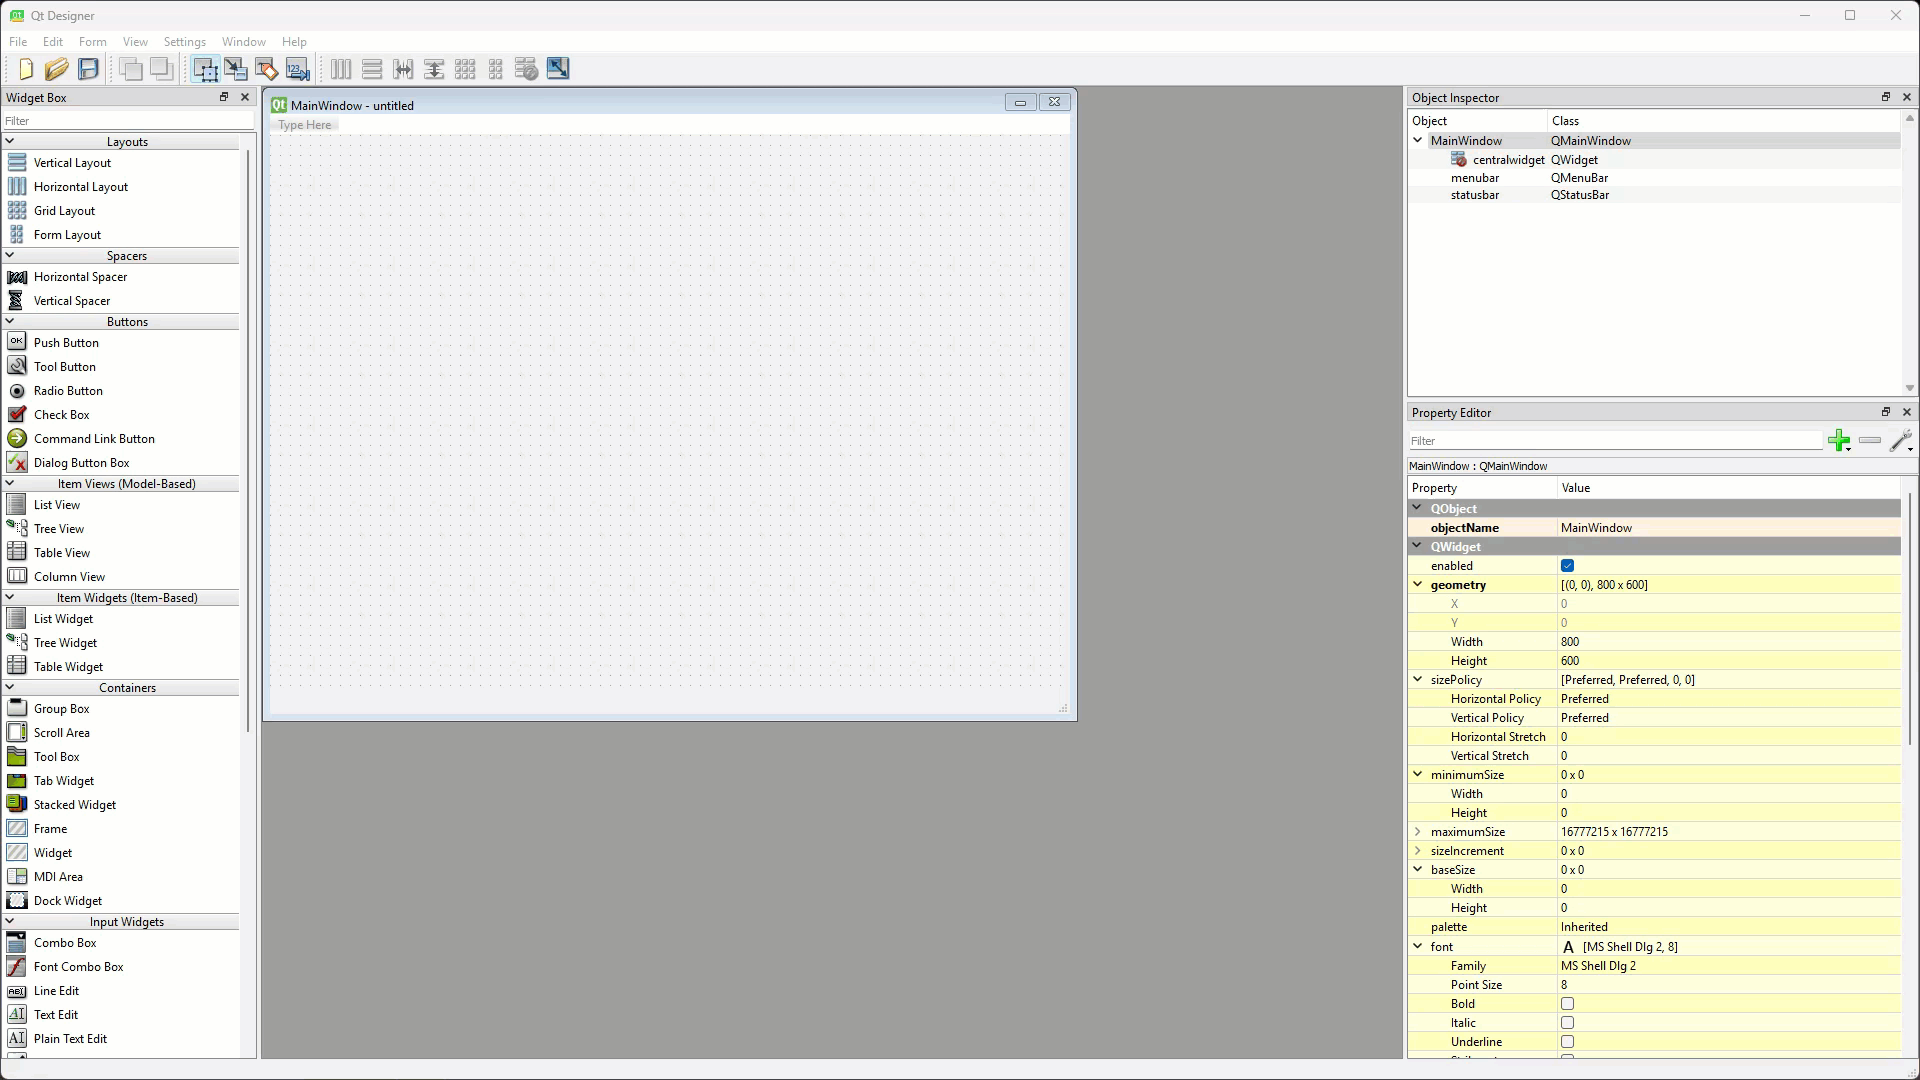 Qt Designer
File Edit Form View Settings Window Help
Widget Box
Filter
Layouts
Vertical Layout
Horizontal Layout
Grid Layout
Form Layout
Spacers
Horizontal Spacer
Vertical Spacer
Buttons
Push Button
Tool Button
Radio Button
Check Box
Command Link Button
Dialog Button Box
Item Views (Model-Based)
List View
Tree View
Table View
Column View
Item Widgets (Item-Based)
List Widget
Tree Widget
Table Widget
Containers
Group Box
Scroll Area
Tool Box
Tab Widget
Stacked Widget
Frame
Widget
MDI Area
Dock Widget
Input Widgets
Combo Box
Font Combo Box
Line Edit
Text Edit
Plain Text Edit
MainWindow - untitled
Type Here
Object Inspector
Object Class
MainWindow QMainWindow
centralwidget QWidget
menubar QMenuBar
statusbar QStatusBar
Property Editor
Filter
MainWindow : QMainWindow
Property Value
QObject
objectName MainWindow
QWidget
enabled
geometry [(0, 0), 800 x 600]
X 0
Y 0
Width 800
Height 600
sizePolicy [Preferred, Preferred, 0, 0]
Horizontal Policy Preferred
Vertical Policy Preferred
Horizontal Stretch 0
Vertical Stretch 0
minimumSize 0 x 0
Width 0
Height 0
maximumSize 16777215 x 16777215
sizeIncrement 0 x 0
baseSize 0 x 0
Width 0
Height 0
palette Inherited
font A [MS Shell Dlg 2, 8]
Family MS Shell Dlg 2
Point Size 8
Bold
Italic
Underline